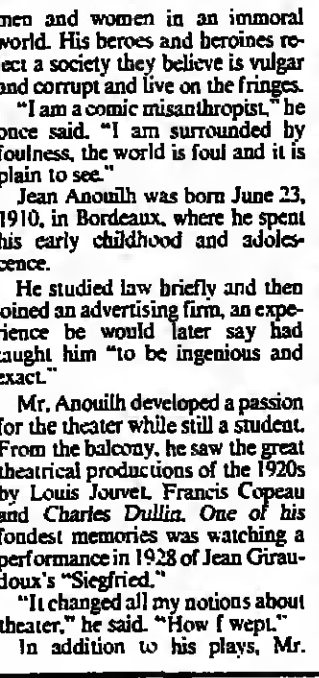 men and women in an immoral
world. His heroes and heroines re-
ject a society they believe is vulgar
and corrupt and live on the fringes.
"I am a comic misanthropist," he
once said. "I am surrounded by
foulness, the world is foul and it is
plain to see."
Jean Anouilh was born June 23,
1910, in Bordeaux, where he spent
his early childhood and adoles-
cence.
He studied law briefly and then
joined an advertising firm, an expe-
rience be would later say had
taught him "to be ingenious and
exact."
Mr. Anouilh developed a passion
for the theater while still a student.
From the balcony, he saw the great
theatrical productions of the 1920s
by Louis Jouvet, Francis Copeau
and Charles Dullin. One of his
fondest memories was watching a
performance in 1928 of Jean Girau-
doux's "Siegfried."
"It changed all my notions about
theater," he said. "How I wept."
In addition to his plays, Mr.